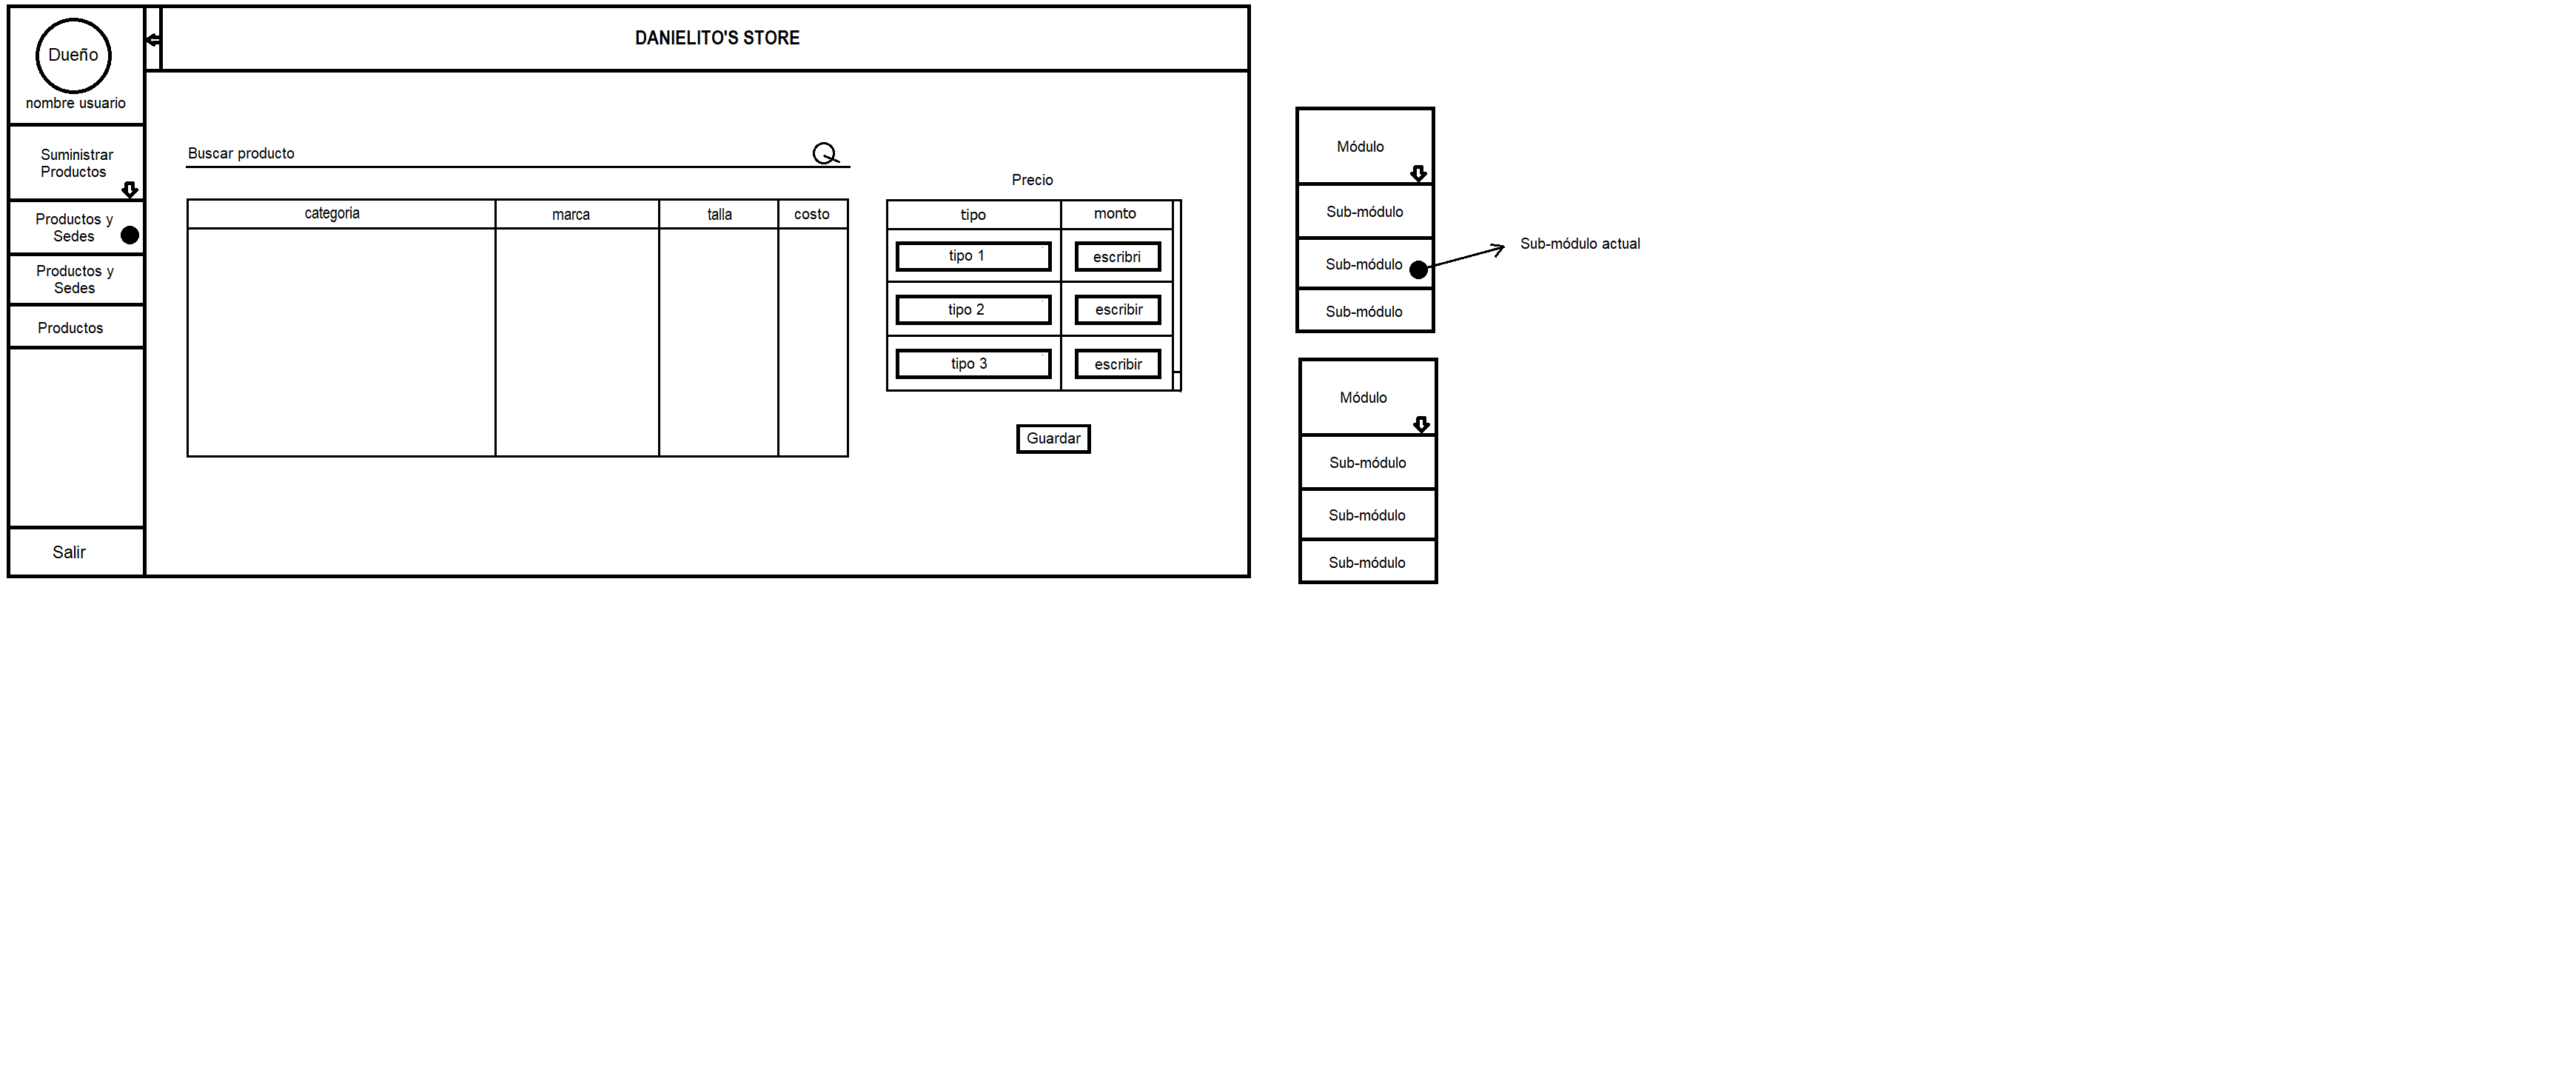 Dueño
nombre usuario
DANIELITO'S STORE
Suministrar
Productos
Productos y
Sedes
Productos y
Sedes
Productos
Salir
Buscar producto
categoria
marca
talla
costo
Precio
tipo
monto
tipo 1
escribri
tipo 2
escribir
tipo 3
escribir
Guardar
Módulo
Sub-módulo
Sub-módulo
Sub-módulo actual
Sub-módulo
Módulo
Sub-módulo
Sub-módulo
Sub-módulo